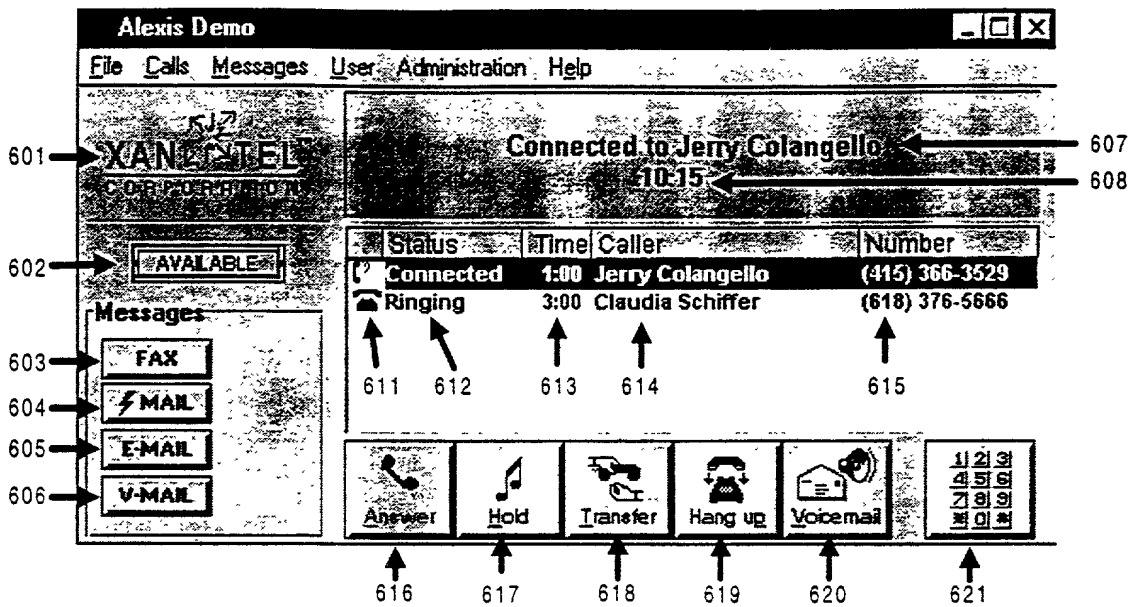 Alexis Demo
File Calls Messages User Administration Help
601
XAN TEL
CORPORATION
Connected to Jerry Colangello
607
10:15
608
602
AVAILABLE
Status Time Caller Number
Connected 1:00 Jerry Colangello (415) 366-3529
Ringing 3:00 Claudia Schiffer (618) 376-5666
Messages
611 612 613 614 615
603
FAX
604
MAIL
605
E-MAIL
606
V-MAIL
Answer Hold Transfer Hang up Voicemail
1 2 3
4 5 6
7 8 9
* 0 #
616 617 618 619 620 621